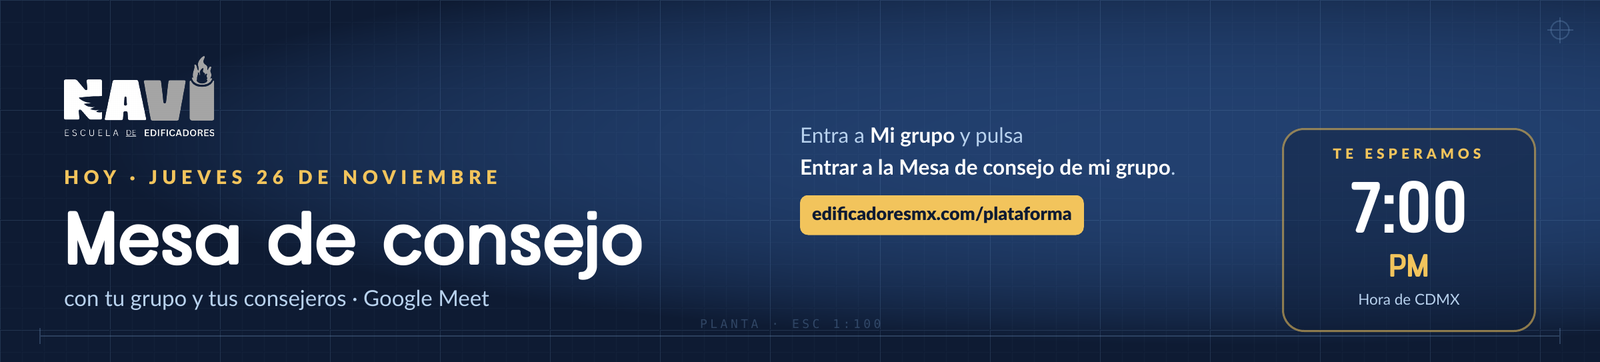 NAVI
ESCUELA DE EDIFICADORES
HOY · JUEVES 26 DE NOVIEMBRE
Mesa de consejo
con tu grupo y tus consejeros · Google Meet
Entra a Mi grupo y pulsa
Entrar a la Mesa de consejo de mi grupo.
edificadoresmx.com/plataforma
TE ESPERAMOS
7:00
PM
Hora de CDMX
PLANTA · ESC 1:100